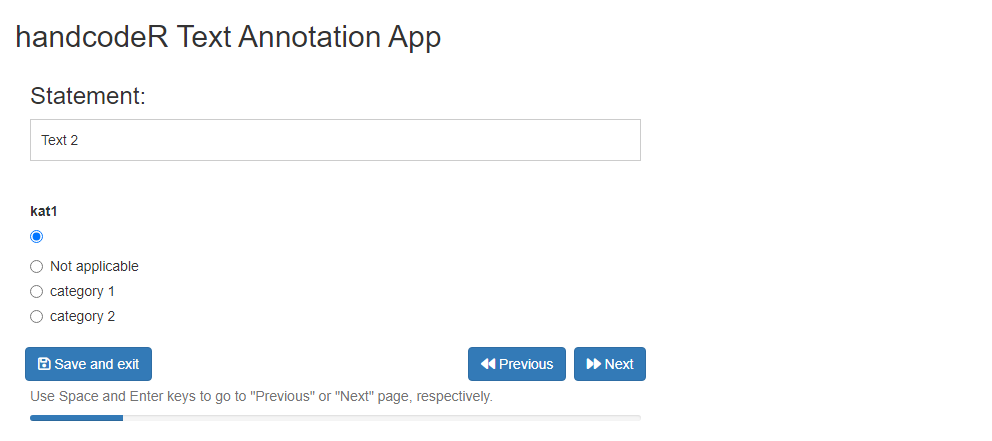 handcodeR Text Annotation App
Statement:
Text 2
kat1
Not applicable
category 1
category 2
Save and exit Previous Next
Use Space and Enter keys to go to "Previous" or "Next" page, respectively.